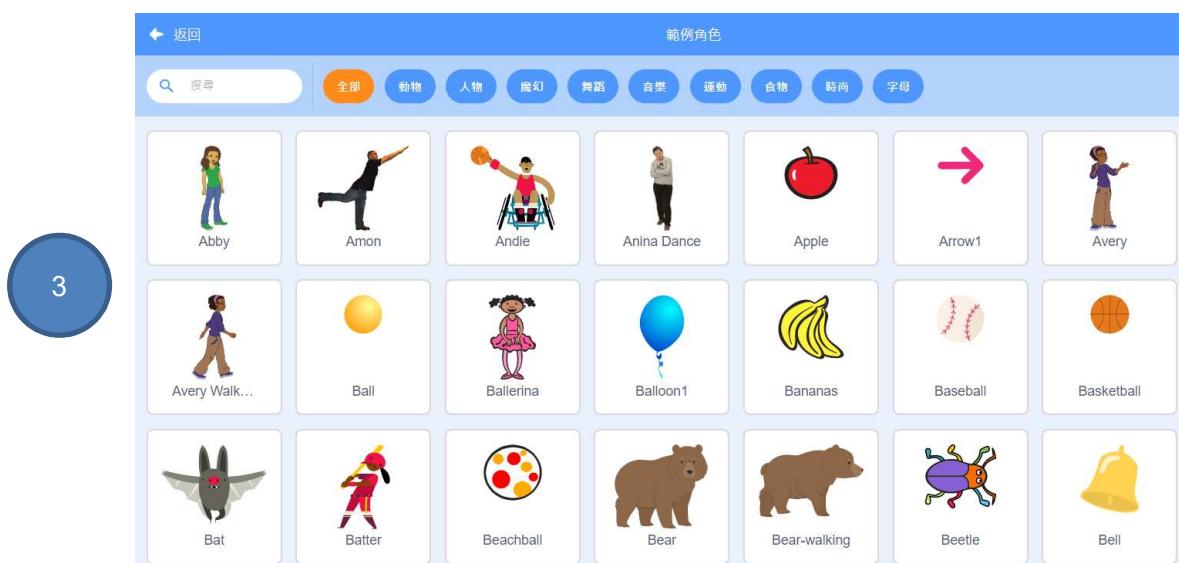 返回
範例角色
搜尋
全部 動物 人物 魔幻 舞蹈 音樂 運動 食物 時尚 字母
Abby Amon Andie Anina Dance Apple Arrow1 Avery
3
Avery Walk... Ball Ballerina Balloon1 Bananas Baseball Basketball
Bat Batter Beachball Bear Bear-walking Beetle Bell